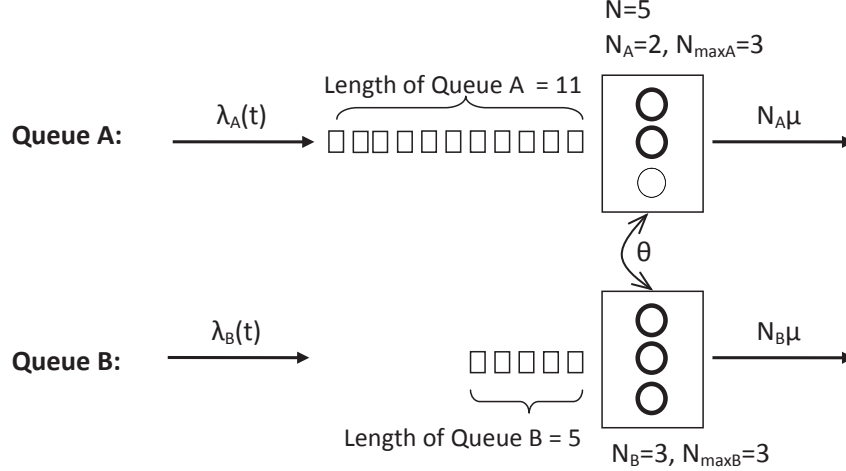 N=5
N_A=2, N_maxA=3
Length of Queue A = 11
Queue A:
λ_A(t)
N_Aμ
θ
Queue B:
λ_B(t)
N_Bμ
Length of Queue B = 5
N_B=3, N_maxB=3